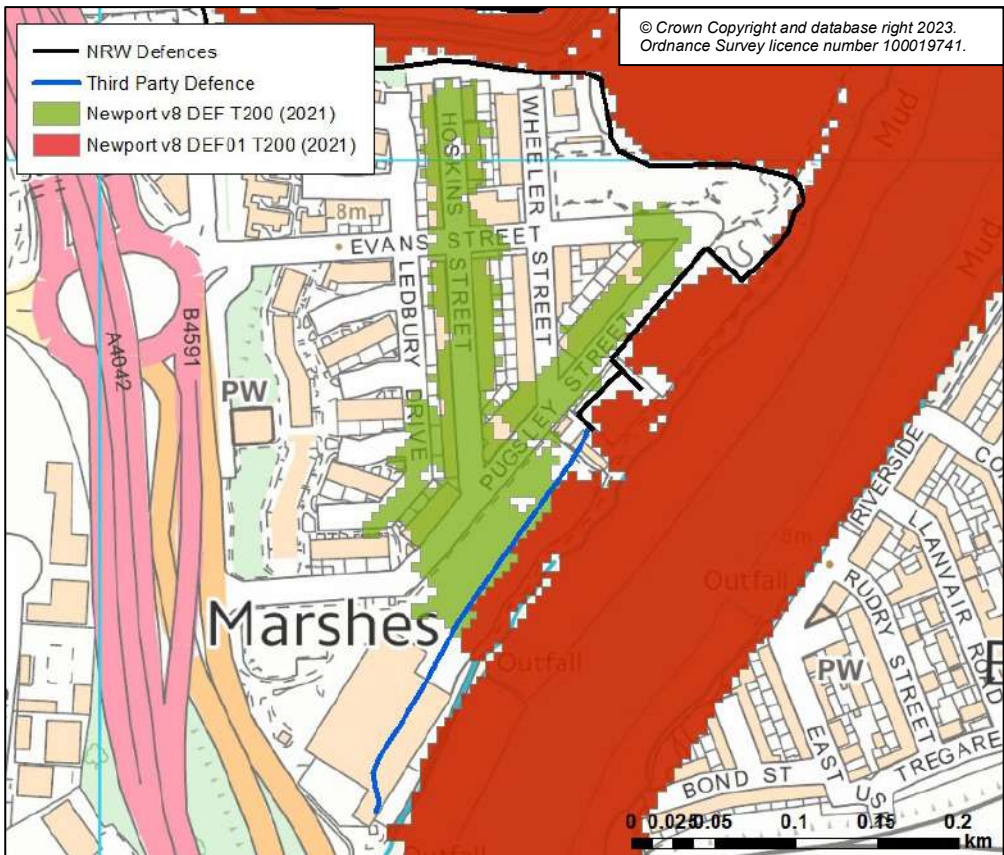 NRW Defences
Third Party Defence
Newport v8 DEF T200 (2021)
Newport v8 DEF01 T200 (2021)
© Crown Copyright and database right 2023.
Ordnance Survey licence number 100019741.
HOSKINS STREET
WHEELER STREET
8m
EVANS STREET
LEDBURY DRIVE
PUGSLEY STREET
A4042
B4591
PW
Marshes
Mud
Mud
Outfall
Outfall
Outfall
RIVERSIDE
LLANVAIR ROAD
RUDRY STREET
8m
PW
BOND ST
EAST USK
TREGARE
CO
E
0 0.025 0.05 0.1 0.15 0.2
km